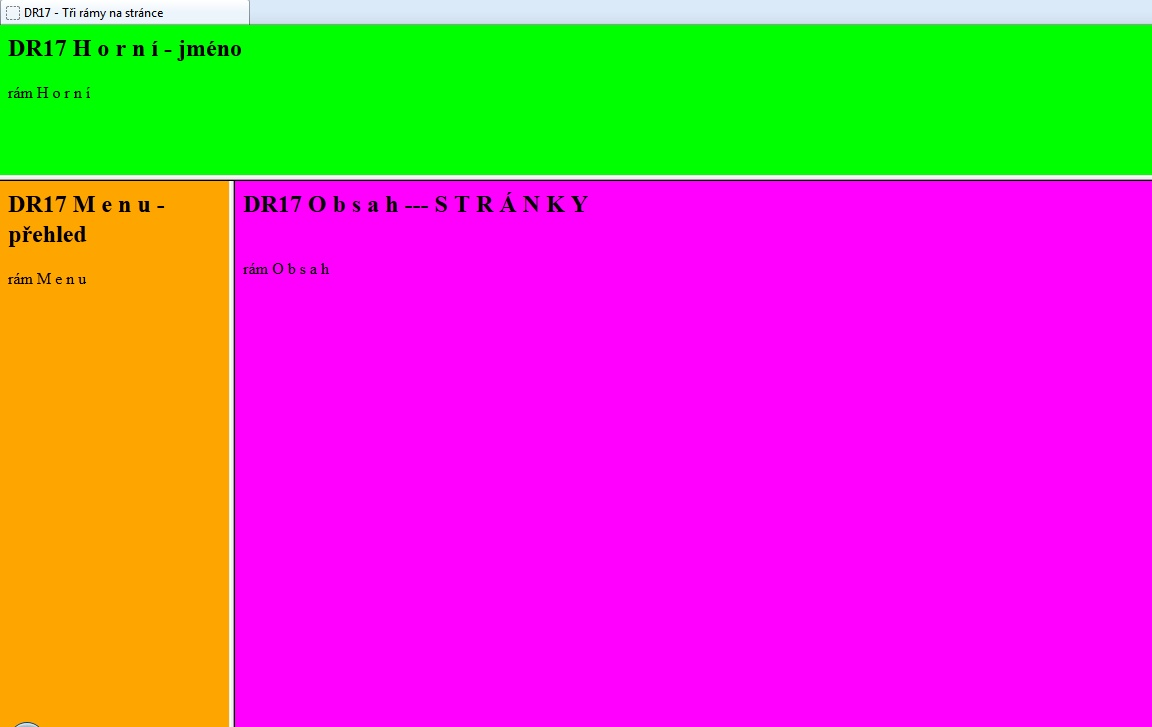 DR17 - Tři rámy na stránce
DR17 H o r n í - jméno
rám H o r n í
DR17 M e n u -
přehled
rám M e n u
DR17 O b s a h --- S T R Á N K Y
rám O b s a h